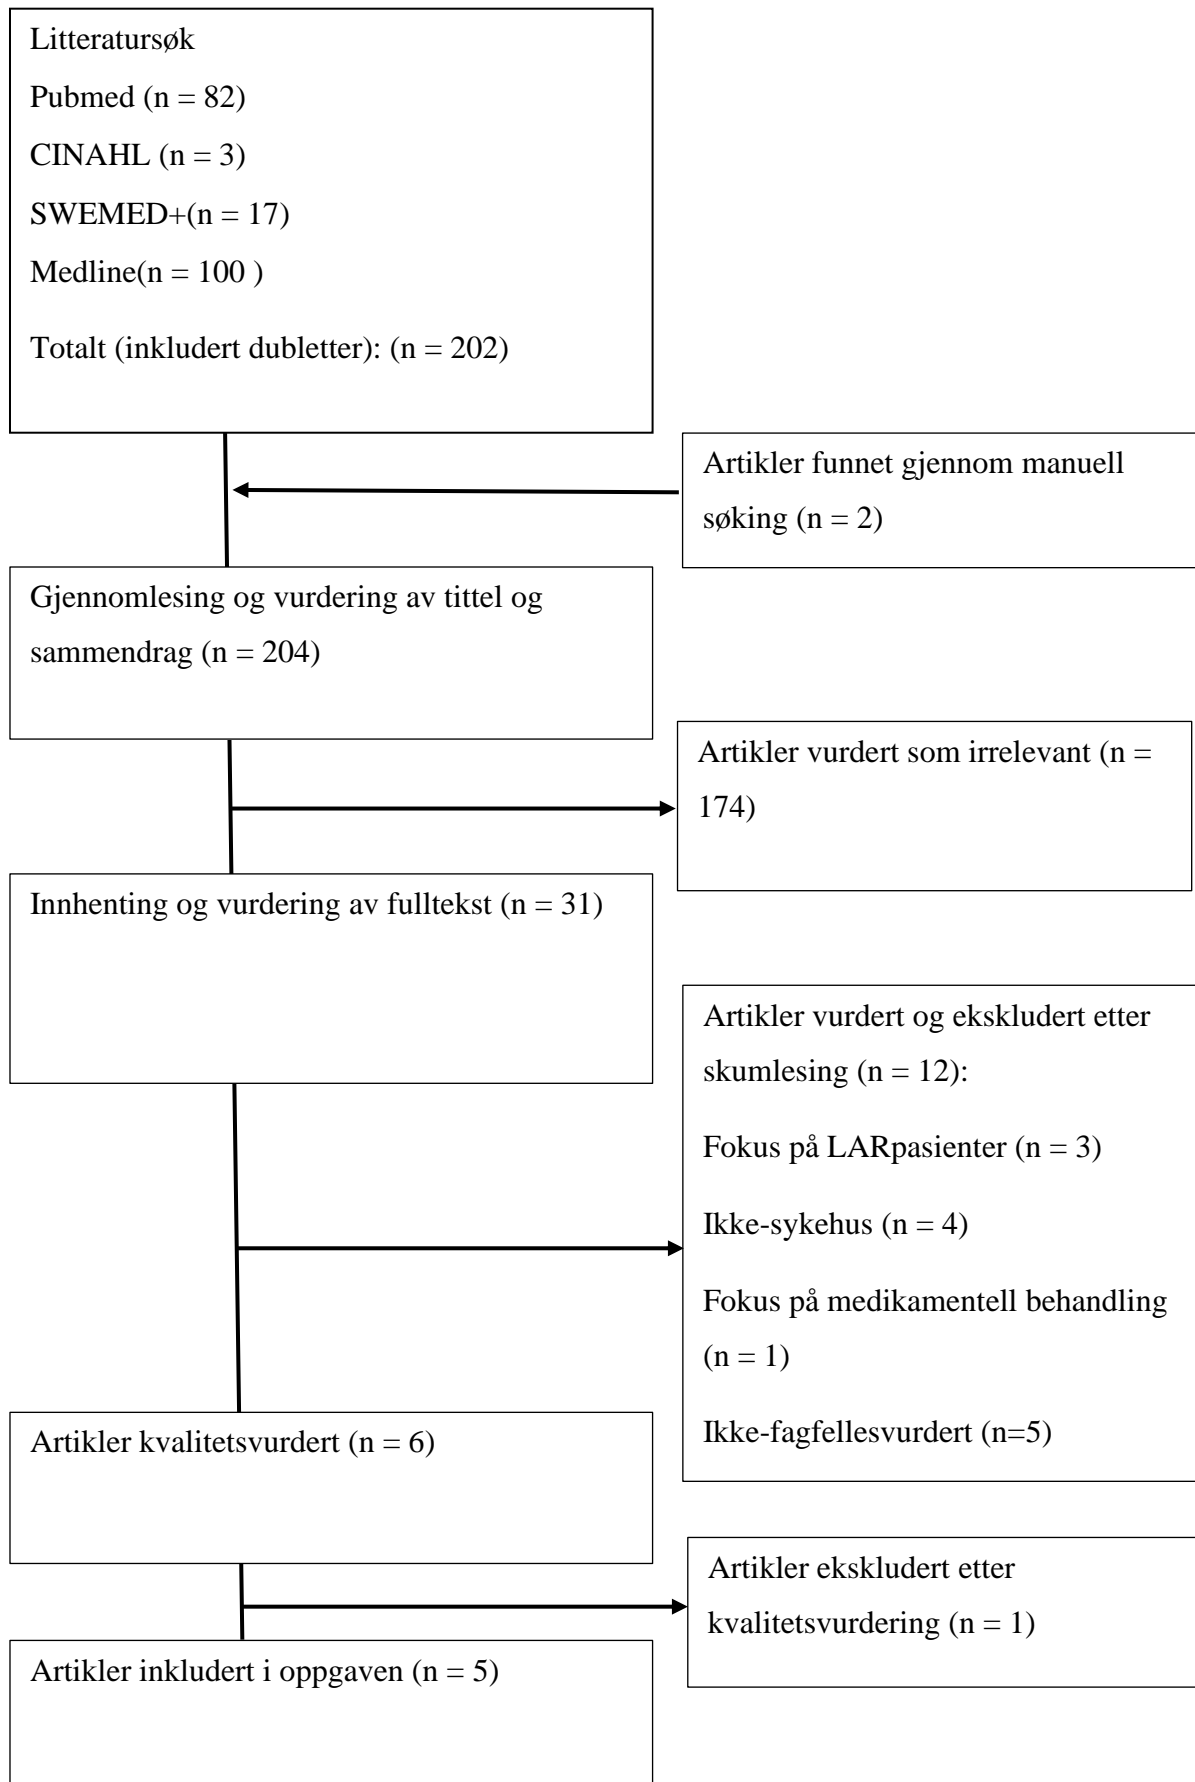 Litteratursøk
Pubmed (n = 82)
CINAHL (n = 3)
SWEMED+(n = 17)
Medline(n = 100 )
Totalt (inkludert dubletter): (n = 202)
Artikler funnet gjennom manuell
søking (n = 2)
Gjennomlesing og vurdering av tittel og
sammendrag (n = 204)
Artikler vurdert som irrelevant (n =
174)
Innhenting og vurdering av fulltekst (n = 31)
Artikler vurdert og ekskludert etter
skumlesing (n = 12):
Fokus på LARpasienter (n = 3)
Ikke-sykehus (n = 4)
Fokus på medikamentell behandling
(n = 1)
Ikke-fagfellesvurdert (n=5)
Artikler kvalitetsvurdert (n = 6)
Artikler ekskludert etter
kvalitetsvurdering (n = 1)
Artikler inkludert i oppgaven (n = 5)